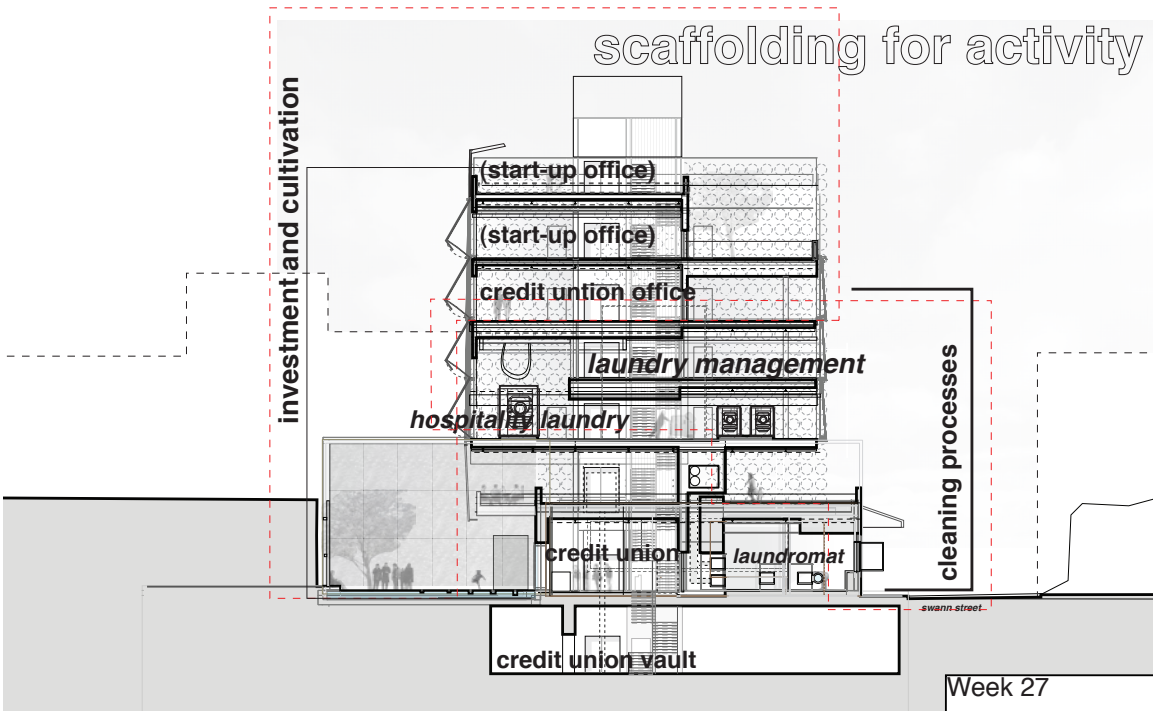 scaffolding for activity
investment and cultivation
(start-up office)
(start-up office)
credit untion office
laundry management
hospitality laundry
cleaning processes
credit union
laundromat
swann street
credit union vault
Week 27